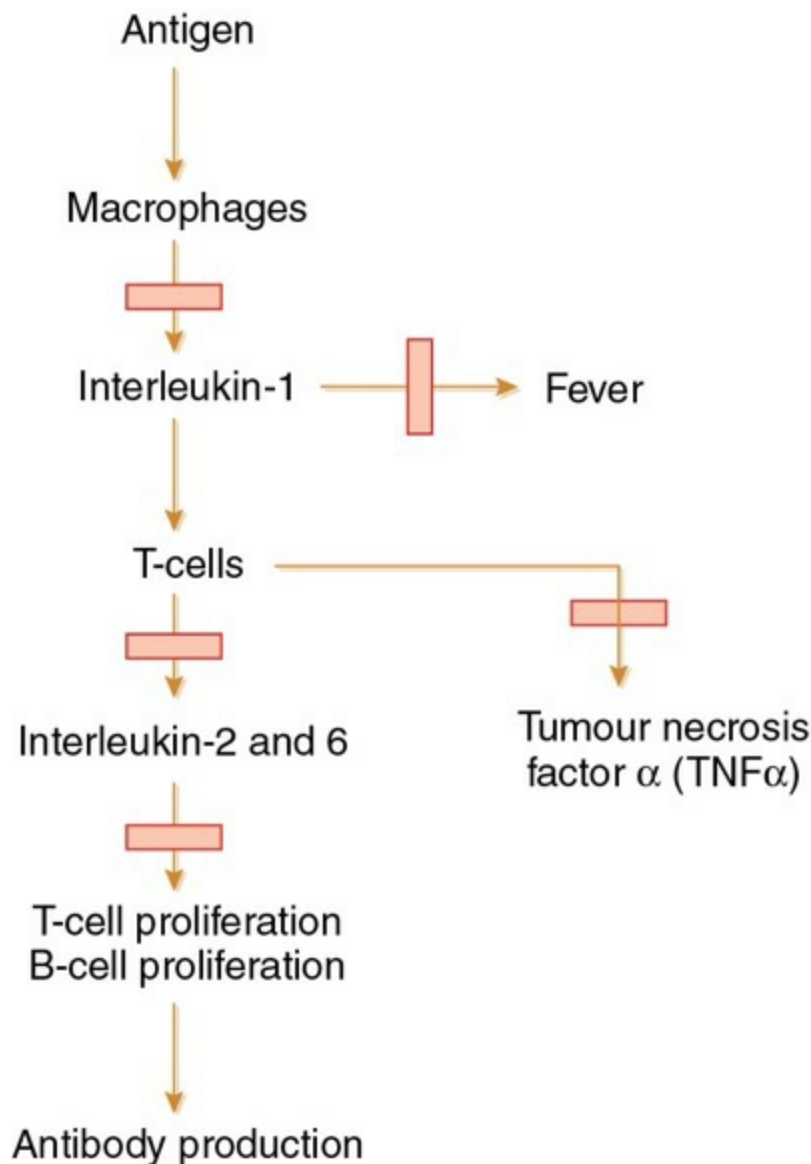 Antigen
Macrophages
Interleukin-1
Fever
T-cells
Interleukin-2 and 6
Tumour necrosis
factor α (TNFα)
T-cell proliferation
B-cell proliferation
Antibody production